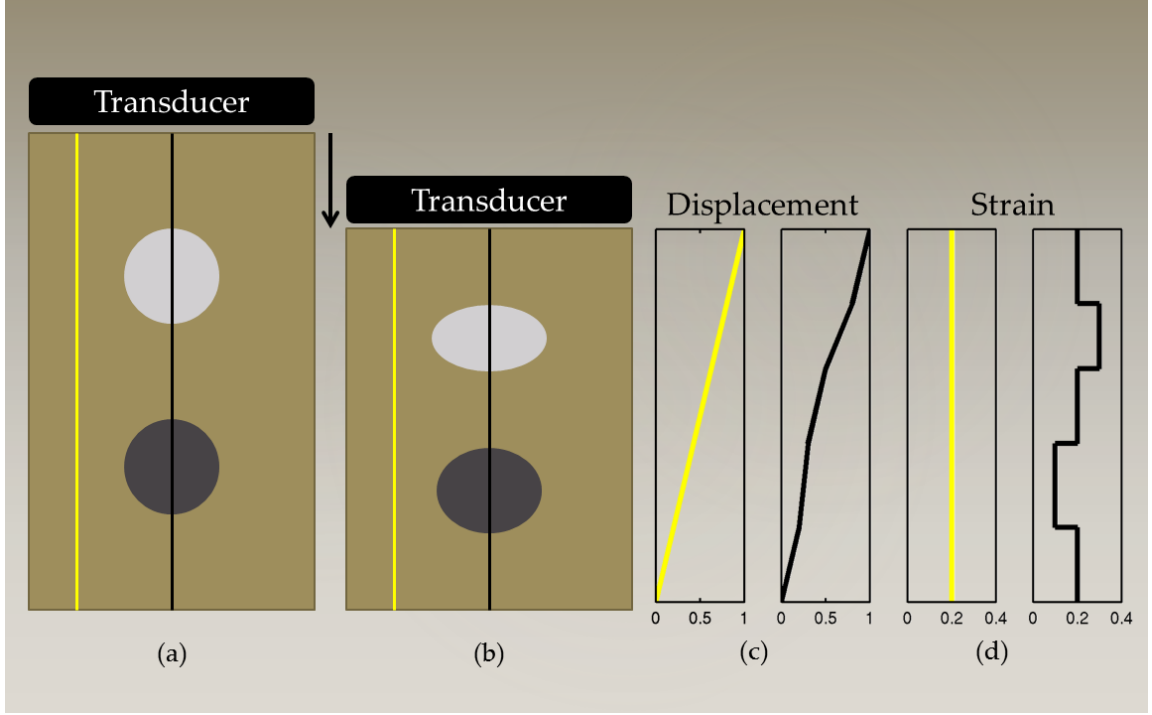 Transducer
Transducer
Displacement
Strain
0 0.5 1
0 0.5 1
0 0.2 0.4
0 0.2 0.4
(a)
(b)
(c)
(d)